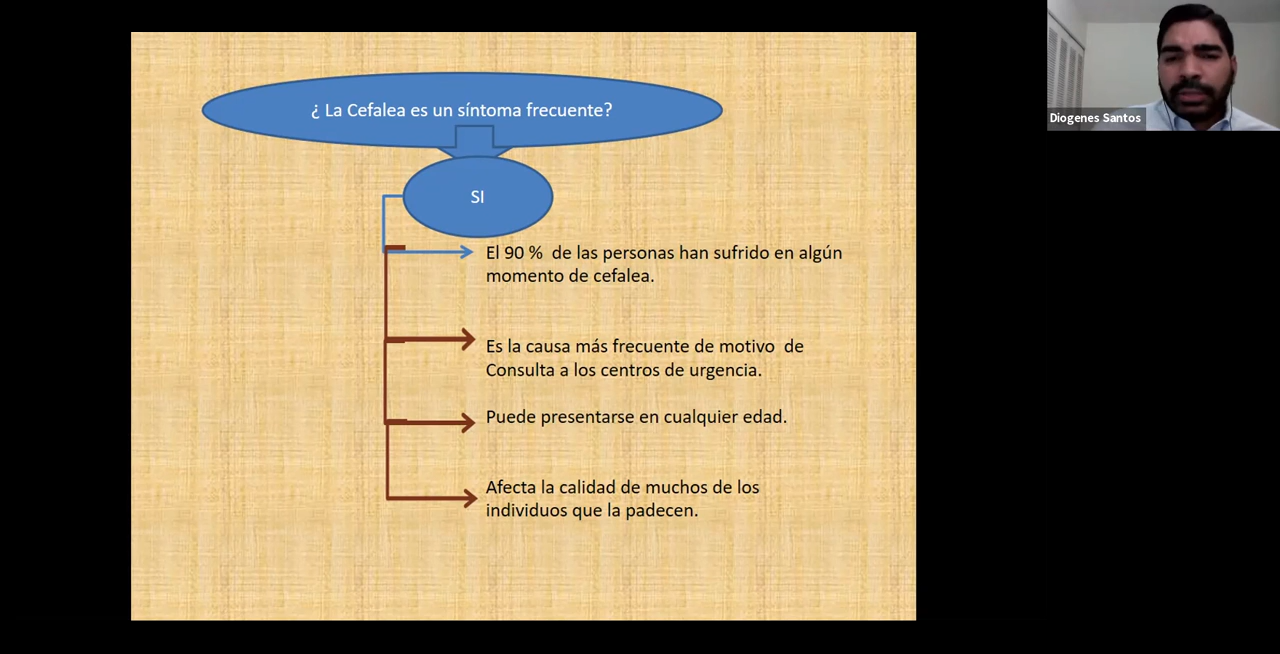 ¿ La Cefalea es un síntoma frecuente?
SI
El 90 % de las personas han sufrido en algún
momento de cefalea.
Es la causa más frecuente de motivo de
Consulta a los centros de urgencia.
Puede presentarse en cualquier edad.
Afecta la calidad de muchos de los
individuos que la padecen.
Diogenes Santos